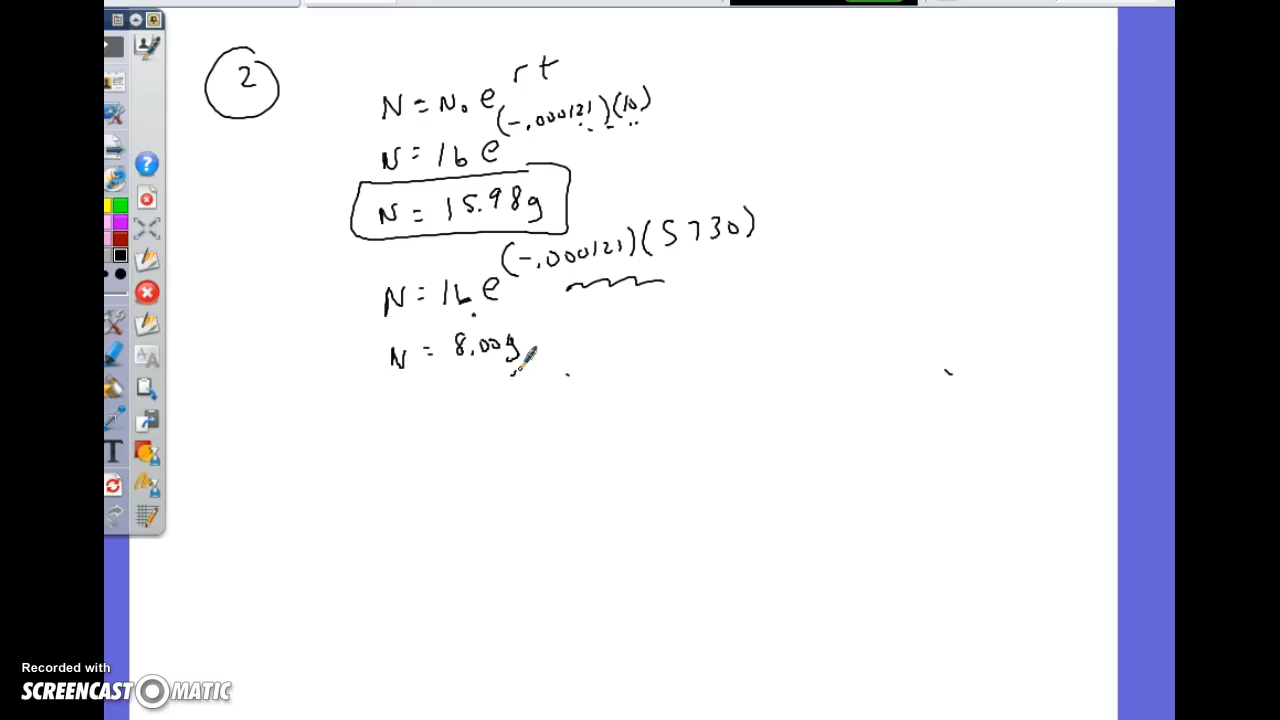 2
N = N₀ e^{rt}
N = 16 e^{(-.000121)(10)}
N = 15.98g
N = 16 e^{(-.000121)(5730)}
N = 8.00g
T
Recorded with
SCREENCAST-O-MATIC